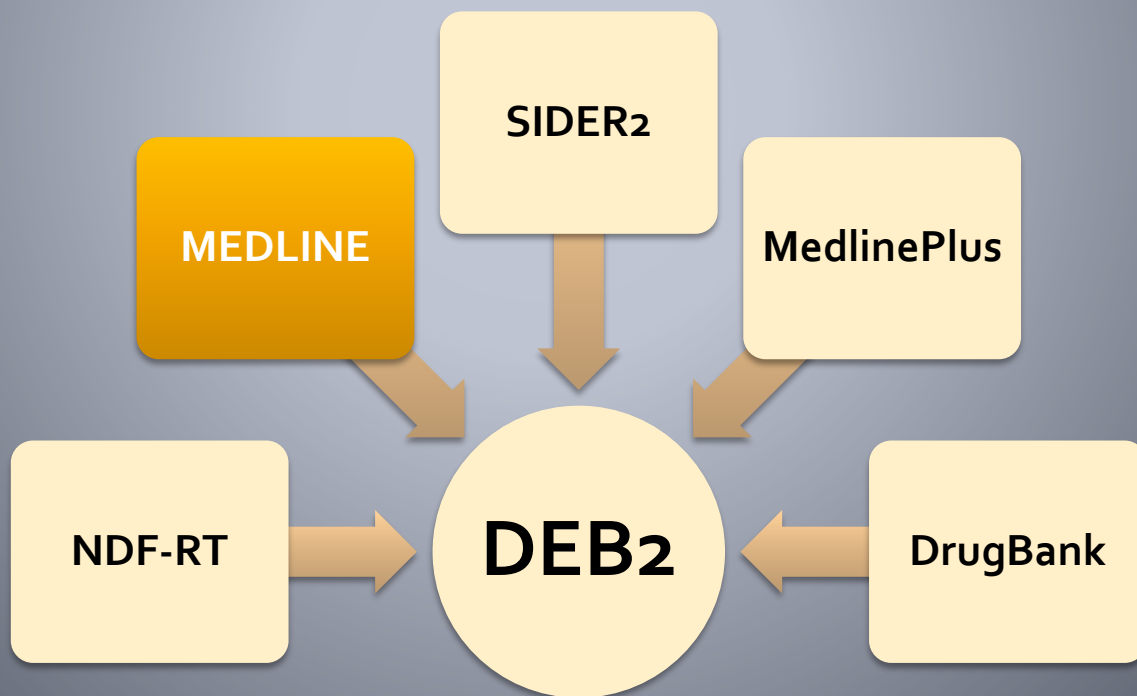 SIDER2
MEDLINE
MedlinePlus
NDF-RT
DEB2
DrugBank